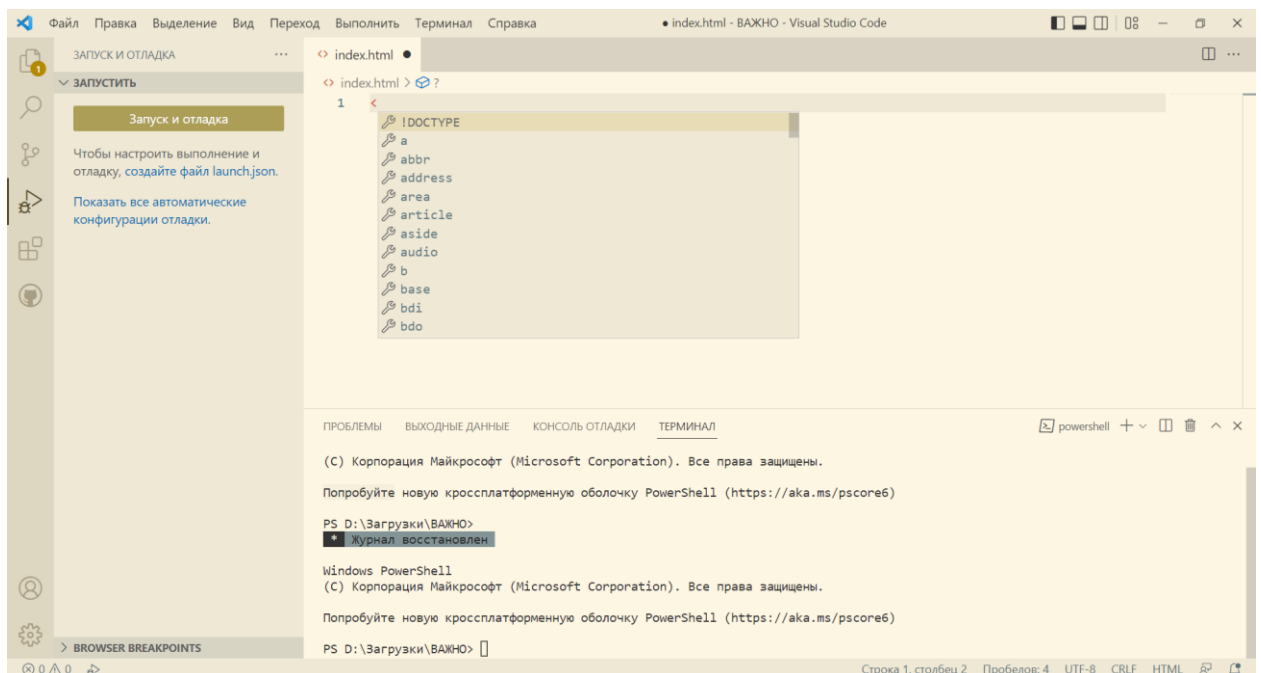 Файл Правка Выделение Вид Переход Выполнить Терминал Справка ● index.html - ВАЖНО - Visual Studio Code
ЗАПУСК И ОТЛАДКА ...
ЗАПУСТИТЬ
Запуск и отладка
Чтобы настроить выполнение и
отладку, создайте файл launch.json.
Показать все автоматические
конфигурации отладки.
BROWSER BREAKPOINTS
1
<> index.html ●
<> index.html > ?
1 <
!DOCTYPE
a
abbr
address
area
article
aside
audio
b
base
bdi
bdo
ПРОБЛЕМЫ ВЫХОДНЫЕ ДАННЫЕ КОНСОЛЬ ОТЛАДКИ ТЕРМИНАЛ powershell
(C) Корпорация Майкрософт (Microsoft Corporation). Все права защищены.
Попробуйте новую кроссплатформенную оболочку PowerShell (https://aka.ms/pscore6)
PS D:\Загрузки\ВАЖНО>
* Журнал восстановлен
Windows PowerShell
(C) Корпорация Майкрософт (Microsoft Corporation). Все права защищены.
Попробуйте новую кроссплатформенную оболочку PowerShell (https://aka.ms/pscore6)
PS D:\Загрузки\ВАЖНО>
0 0 Строка 1, столбец 2 Пробелов: 4 UTF-8 CRLF HTML